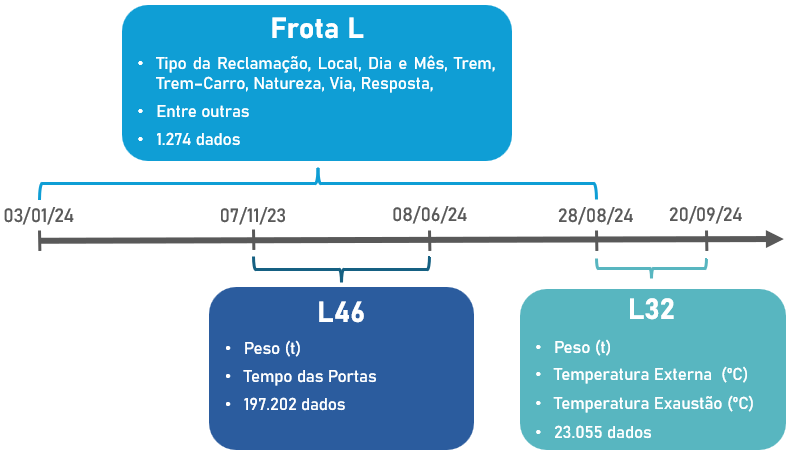 Frota L
• Tipo da Reclamação, Local, Dia e Mês, Trem,
Trem-Carro, Natureza, Via, Resposta,
• Entre outras
• 1.274 dados
03/01/24
07/11/23
08/06/24
28/08/24
20/09/24
L46
• Peso (t)
• Tempo das Portas
• 197.202 dados
L32
• Peso (t)
• Temperatura Externa (ºC)
• Temperatura Exaustão (ºC)
• 23.055 dados